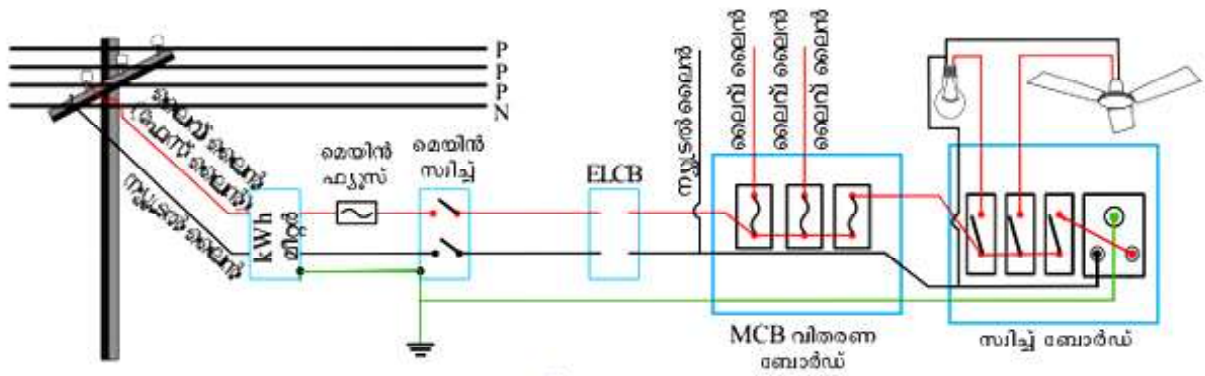 P
P
P
N
ലൈവ് ലൈൻ
(ഫേസ് ലൈൻ)
ന്യൂട്രൽ ലൈൻ
kWh
മീറ്റർ
മെയിൻ
ഫ്യൂസ്
മെയിൻ
സ്വിച്ച്
ELCB
ന്യൂട്രൽ ലൈൻ
ലൈവ് ലൈൻ
ലൈവ് ലൈൻ
ലൈവ് ലൈൻ
MCB വിതരണ
ബോർഡ്
സ്വിച്ച് ബോർഡ്